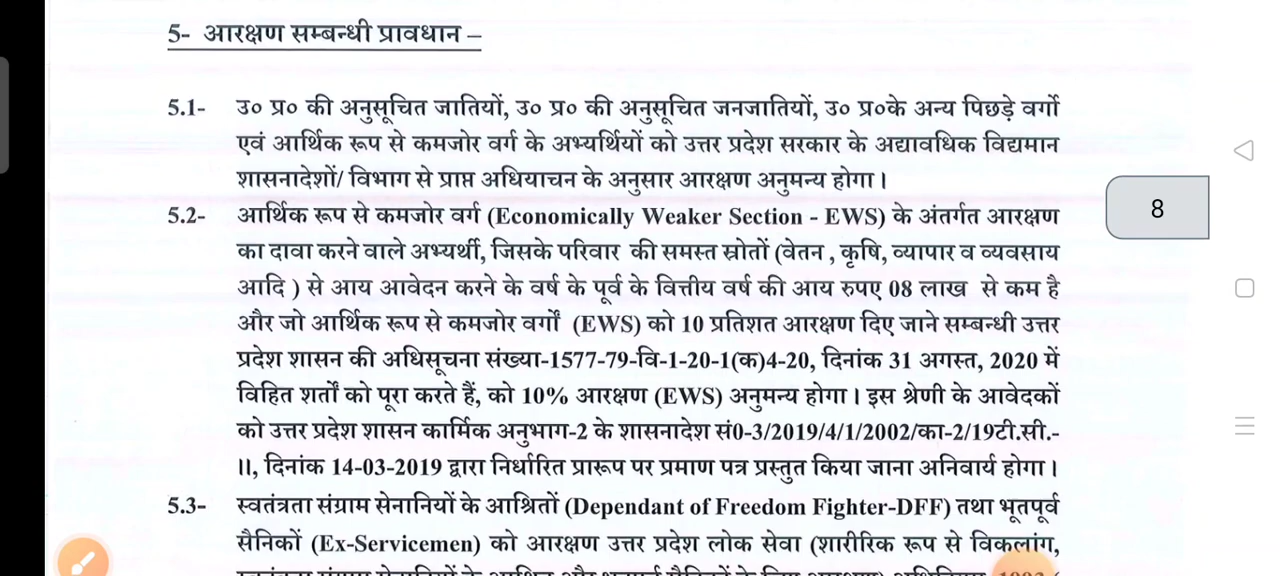 5- आरक्षण सम्बन्धी प्रावधान –
5.1- उ० प्र० की अनुसूचित जातियों, उ० प्र० की अनुसूचित जनजातियों, उ० प्र०के अन्य पिछड़े वर्गो
एवं आर्थिक रूप से कमजोर वर्ग के अभ्यर्थियों को उत्तर प्रदेश सरकार के अद्यावधिक विद्यमान
शासनादेशों/ विभाग से प्राप्त अधियाचन के अनुसार आरक्षण अनुमन्य होगा।
8
5.2- आर्थिक रूप से कमजोर वर्ग (Economically Weaker Section - EWS) के अंतर्गत आरक्षण
का दावा करने वाले अभ्यर्थी, जिसके परिवार की समस्त स्रोतों (वेतन , कृषि, व्यापार व व्यवसाय
आदि ) से आय आवेदन करने के वर्ष के पूर्व के वित्तीय वर्ष की आय रुपए 08 लाख से कम है
और जो आर्थिक रूप से कमजोर वर्गों (EWS) को 10 प्रतिशत आरक्षण दिए जाने सम्बन्धी उत्तर
प्रदेश शासन की अधिसूचना संख्या-1577-79-वि-1-20-1(क)4-20, दिनांक 31 अगस्त, 2020 में
विहित शर्तों को पूरा करते हैं, को 10% आरक्षण (EWS) अनुमन्य होगा। इस श्रेणी के आवेदकों
को उत्तर प्रदेश शासन कार्मिक अनुभाग-2 के शासनादेश सं0-3/2019/4/1/2002/का-2/19टी.सी.-
II, दिनांक 14-03-2019 द्वारा निर्धारित प्रारूप पर प्रमाण पत्र प्रस्तुत किया जाना अनिवार्य होगा।
5.3- स्वतंत्रता संग्राम सेनानियों के आश्रितों (Dependant of Freedom Fighter-DFF) तथा भूतपूर्व
सैनिकों (Ex-Servicemen) को आरक्षण उत्तर प्रदेश लोक सेवा (शारीरिक रूप से विकलांग,